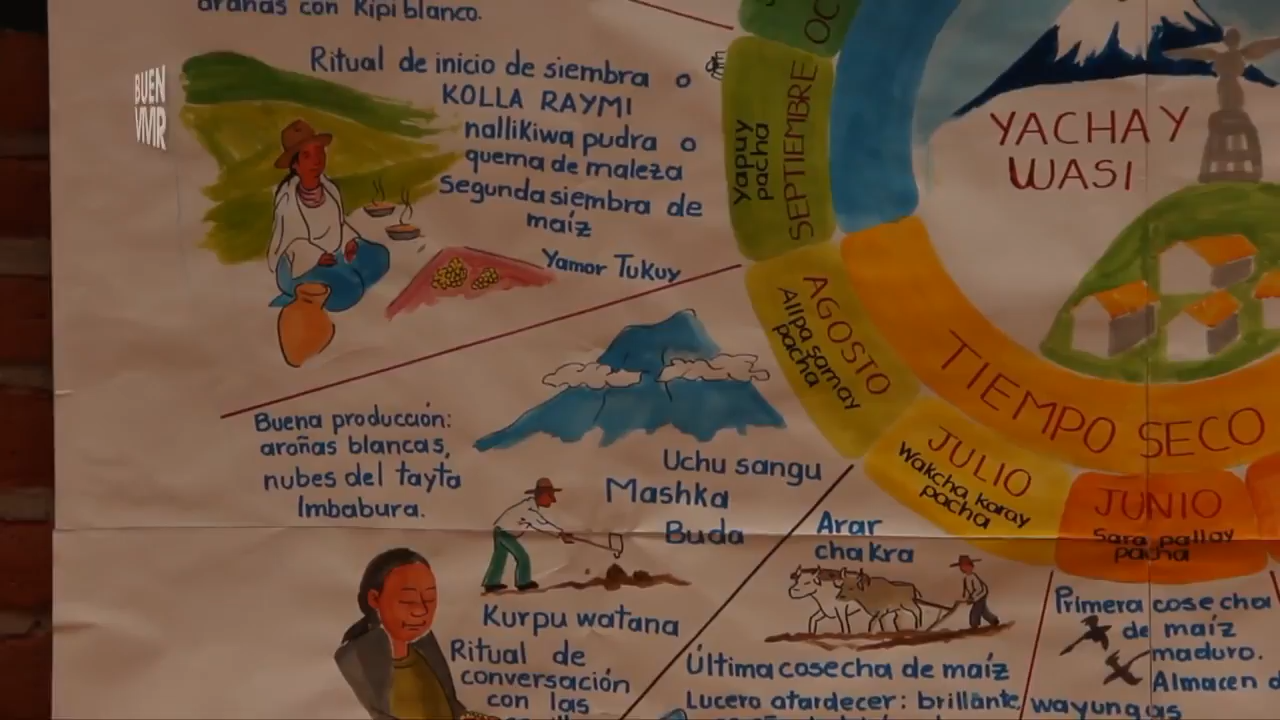 arañas con Kipi blanco.
BUEN
VIVIR
Ritual de inicio de siembra o
KOLLA RAYMI
nallikiwa pudra o
quema de maleza
Segunda siembra de
maíz
Yamor Tukuy
OC
SEPTIEMBRE
Yapuy
pacha
YACHAY
WASI
AGOSTO
Allpa samay
pacha
TIEMPO SECO
JULIO
Wakcha karay
pacha
JUNIO
Sara pallay
pacha
Buena producción:
arañas blancas,
nubes del tayta
Imbabura.
Uchu sangu
Mashka
Buda
Kurpu watana
Ritual de
conversación
con las
Arar
chakra
Última cosecha de maíz
Lucero atardecer: brillante,
Primera cosecha
de maíz
maduro.
Almacen d
wayungas